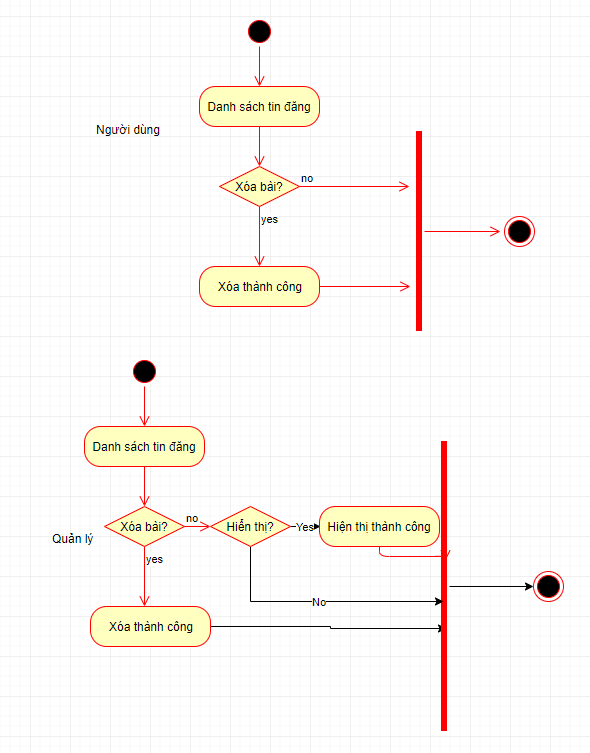 Danh sách tin đăng
Người dùng
Xóa bài?
no
yes
Xóa thành công
Danh sách tin đăng
Quản lý
Xóa bài?
no
Hiển thị?
Yes
Hiện thị thành công
yes
No
Xóa thành công